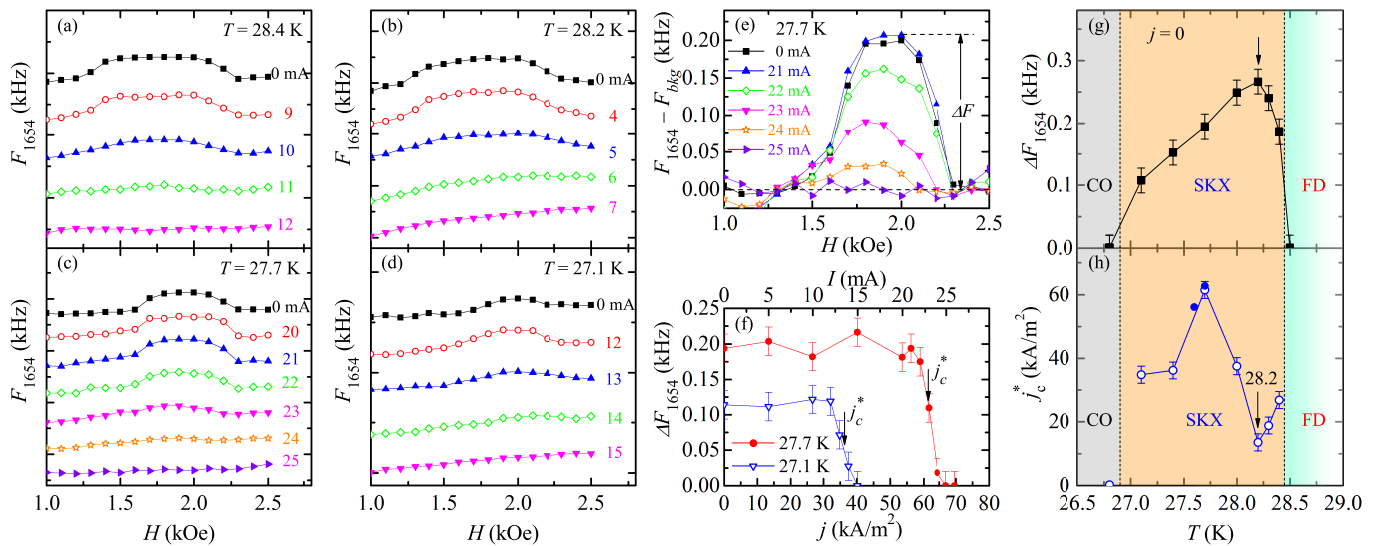 (a)
T = 28.4 K
0 mA
9
10
11
12
F1654 (kHz)
(b)
T = 28.2 K
0 mA
4
5
6
7
F1654 (kHz)
(c)
T = 27.7 K
0 mA
20
21
22
23
24
25
F1654 (kHz)
1.0 1.5 2.0 2.5
H (kOe)
(d)
T = 27.1 K
0 mA
12
13
14
15
F1654 (kHz)
1.0 1.5 2.0 2.5
H (kOe)
(e)
27.7 K
0 mA
21 mA
22 mA
23 mA
24 mA
25 mA
ΔF
0.20
0.15
0.10
0.05
0.00
F1654 − Fbkg (kHz)
1.0 1.5 2.0 2.5
H (kOe)
I (mA)
0 5 10 15 20 25
(f)
jc*
jc*
27.7 K
27.1 K
0.25
0.20
0.15
0.10
0.05
0.00
ΔF1654 (kHz)
0 10 20 30 40 50 60 70 80
j (kA/m2)
(g)
j = 0
0.3
0.2
0.1
0.0
ΔF1654 (kHz)
CO
SKX
FD
(h)
28.2
60
40
20
0
jc* (kA/m2)
CO
SKX
FD
26.5 27.0 27.5 28.0 28.5 29.0
T (K)